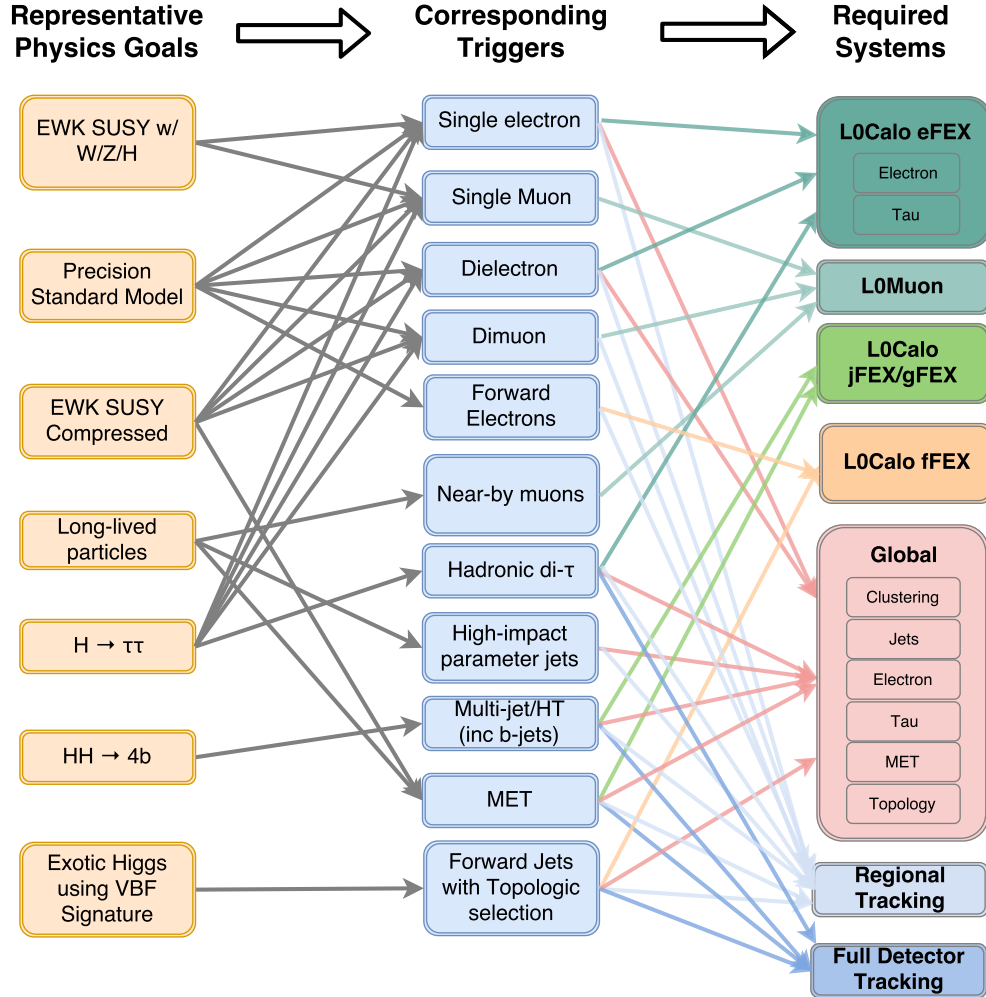 Representative
Physics Goals
Corresponding
Triggers
Required
Systems
EWK SUSY w/
W/Z/H
Precision
Standard Model
EWK SUSY
Compressed
Long-lived
particles
H → ττ
HH → 4b
Exotic Higgs
using VBF
Signature
Single electron
Single Muon
Dielectron
Dimuon
Forward
Electrons
Near-by muons
Hadronic di-τ
High-impact
parameter jets
Multi-jet/HT
(inc b-jets)
MET
Forward Jets
with Topologic
selection
L0Calo eFEX
Electron
Tau
L0Muon
L0Calo
jFEX/gFEX
L0Calo fFEX
Global
Clustering
Jets
Electron
Tau
MET
Topology
Regional
Tracking
Full Detector
Tracking